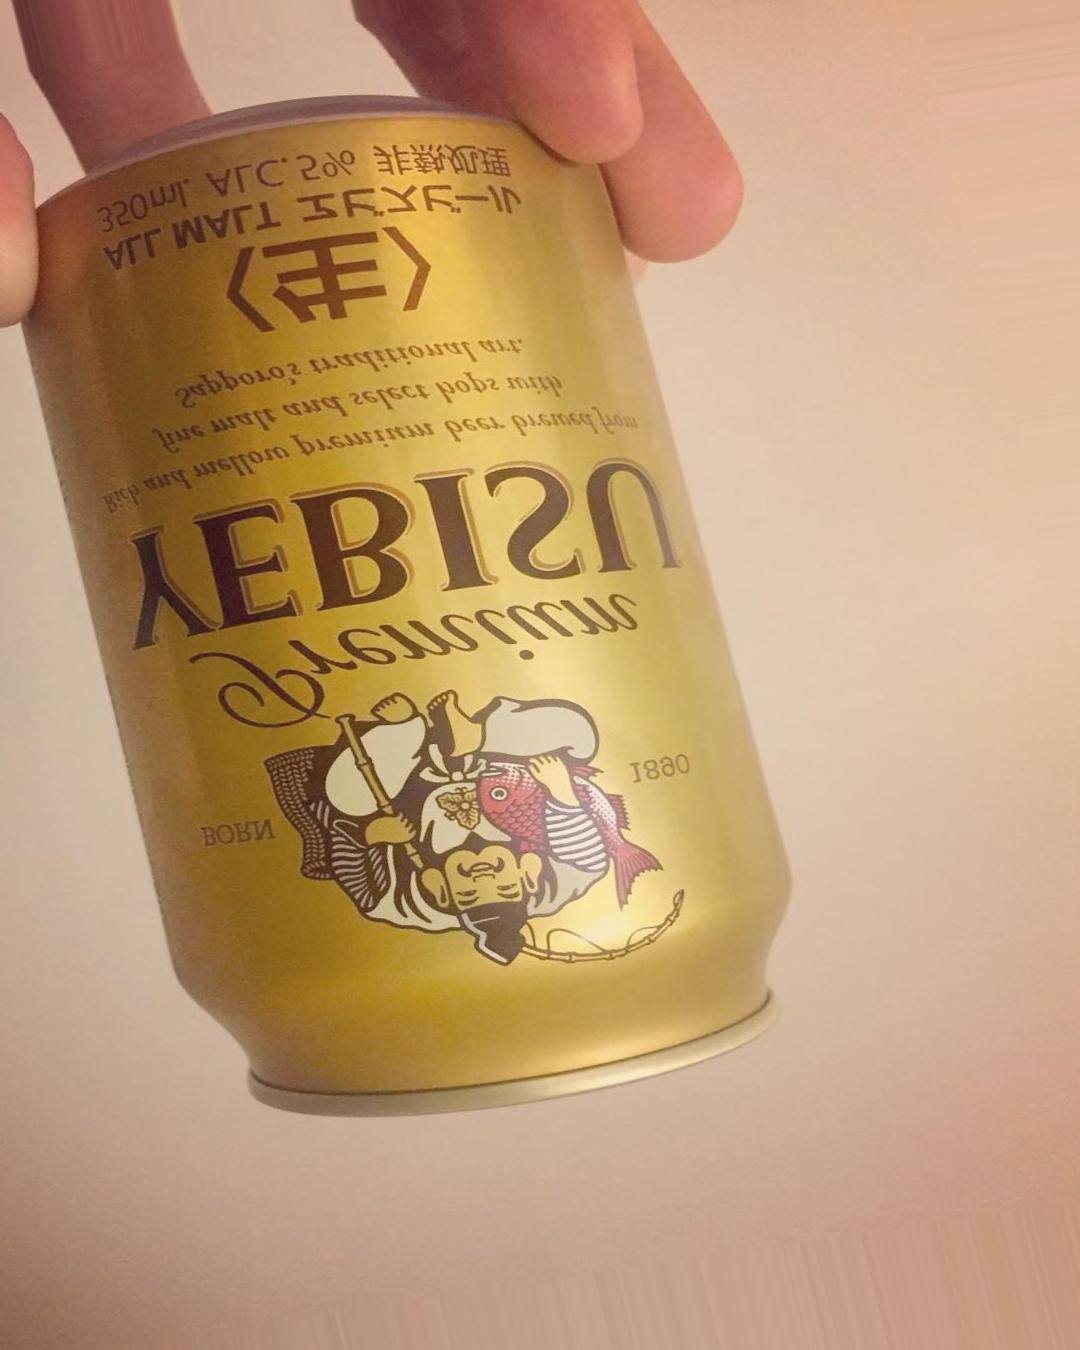 BORN 1890
Premium
YEBISU
Rich and mellow premium beer brewed from
fine malt and select hops with
Sapporo's traditional art.
〈生〉
ALL MALT ヱビスビール
350ml. ALC.5% 非熱処理